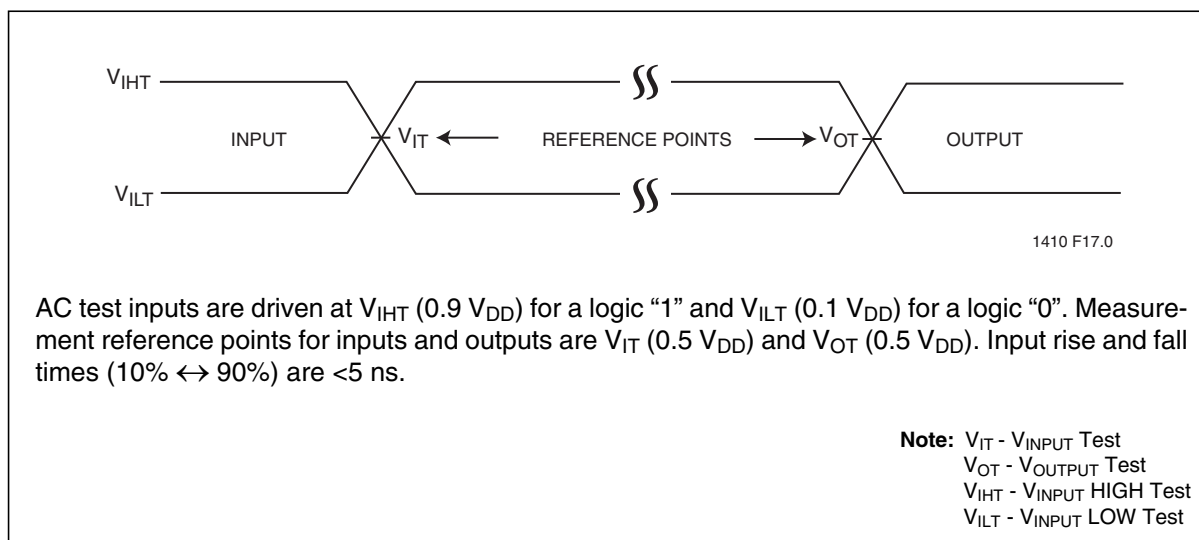 VIHT
INPUT VIT REFERENCE POINTS VOT OUTPUT
VILT
1410 F17.0
AC test inputs are driven at VIHT (0.9 VDD) for a logic “1” and VILT (0.1 VDD) for a logic “0”. Measure-
ment reference points for inputs and outputs are VIT (0.5 VDD) and VOT (0.5 VDD). Input rise and fall
times (10% ↔ 90%) are <5 ns.
Note: VIT - VINPUT Test
VOT - VOUTPUT Test
VIHT - VINPUT HIGH Test
VILT - VINPUT LOW Test